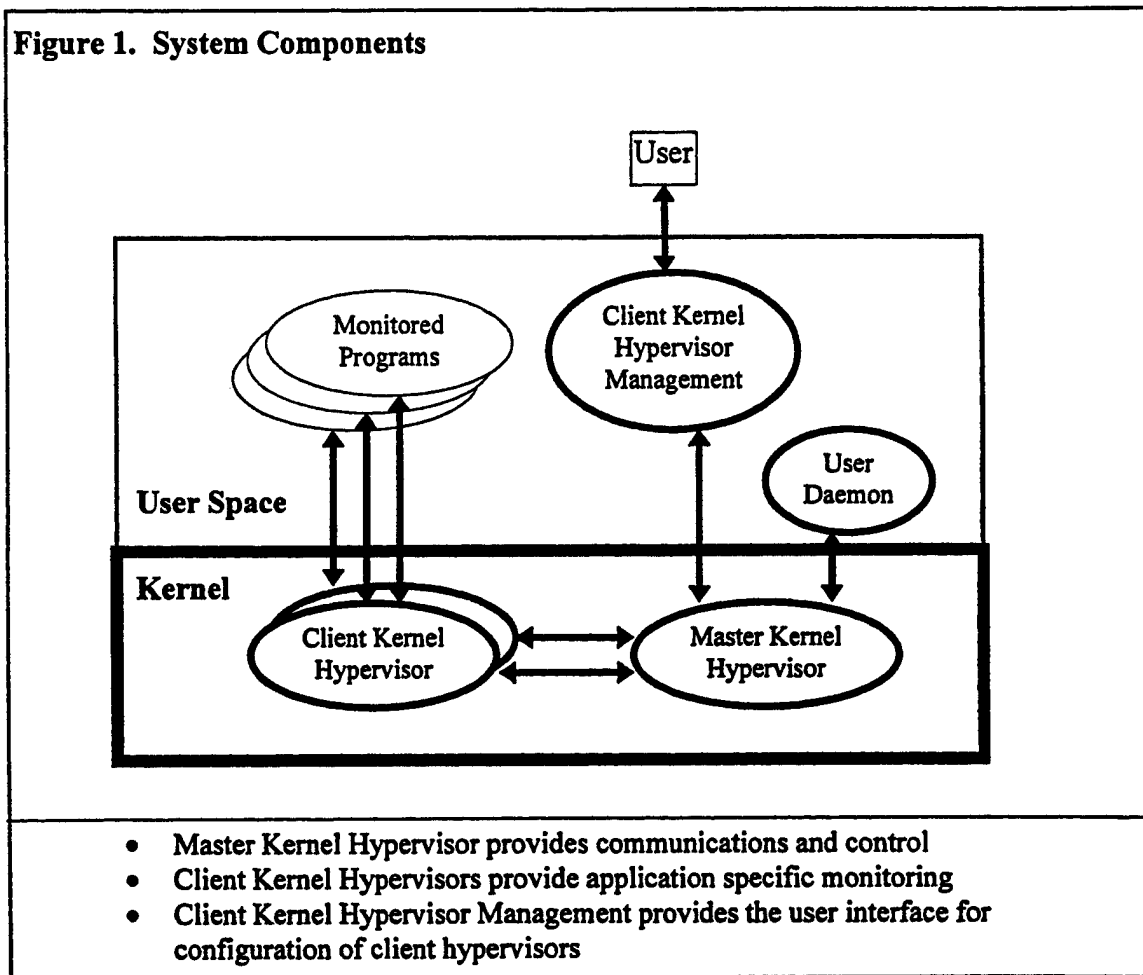 Figure 1. System Components
User
Monitored
Programs
Client Kernel
Hypervisor
Management
User
Daemon
User Space
Kernel
Client Kernel
Hypervisor
Master Kernel
Hypervisor
• Master Kernel Hypervisor provides communications and control
• Client Kernel Hypervisors provide application specific monitoring
• Client Kernel Hypervisor Management provides the user interface for
configuration of client hypervisors